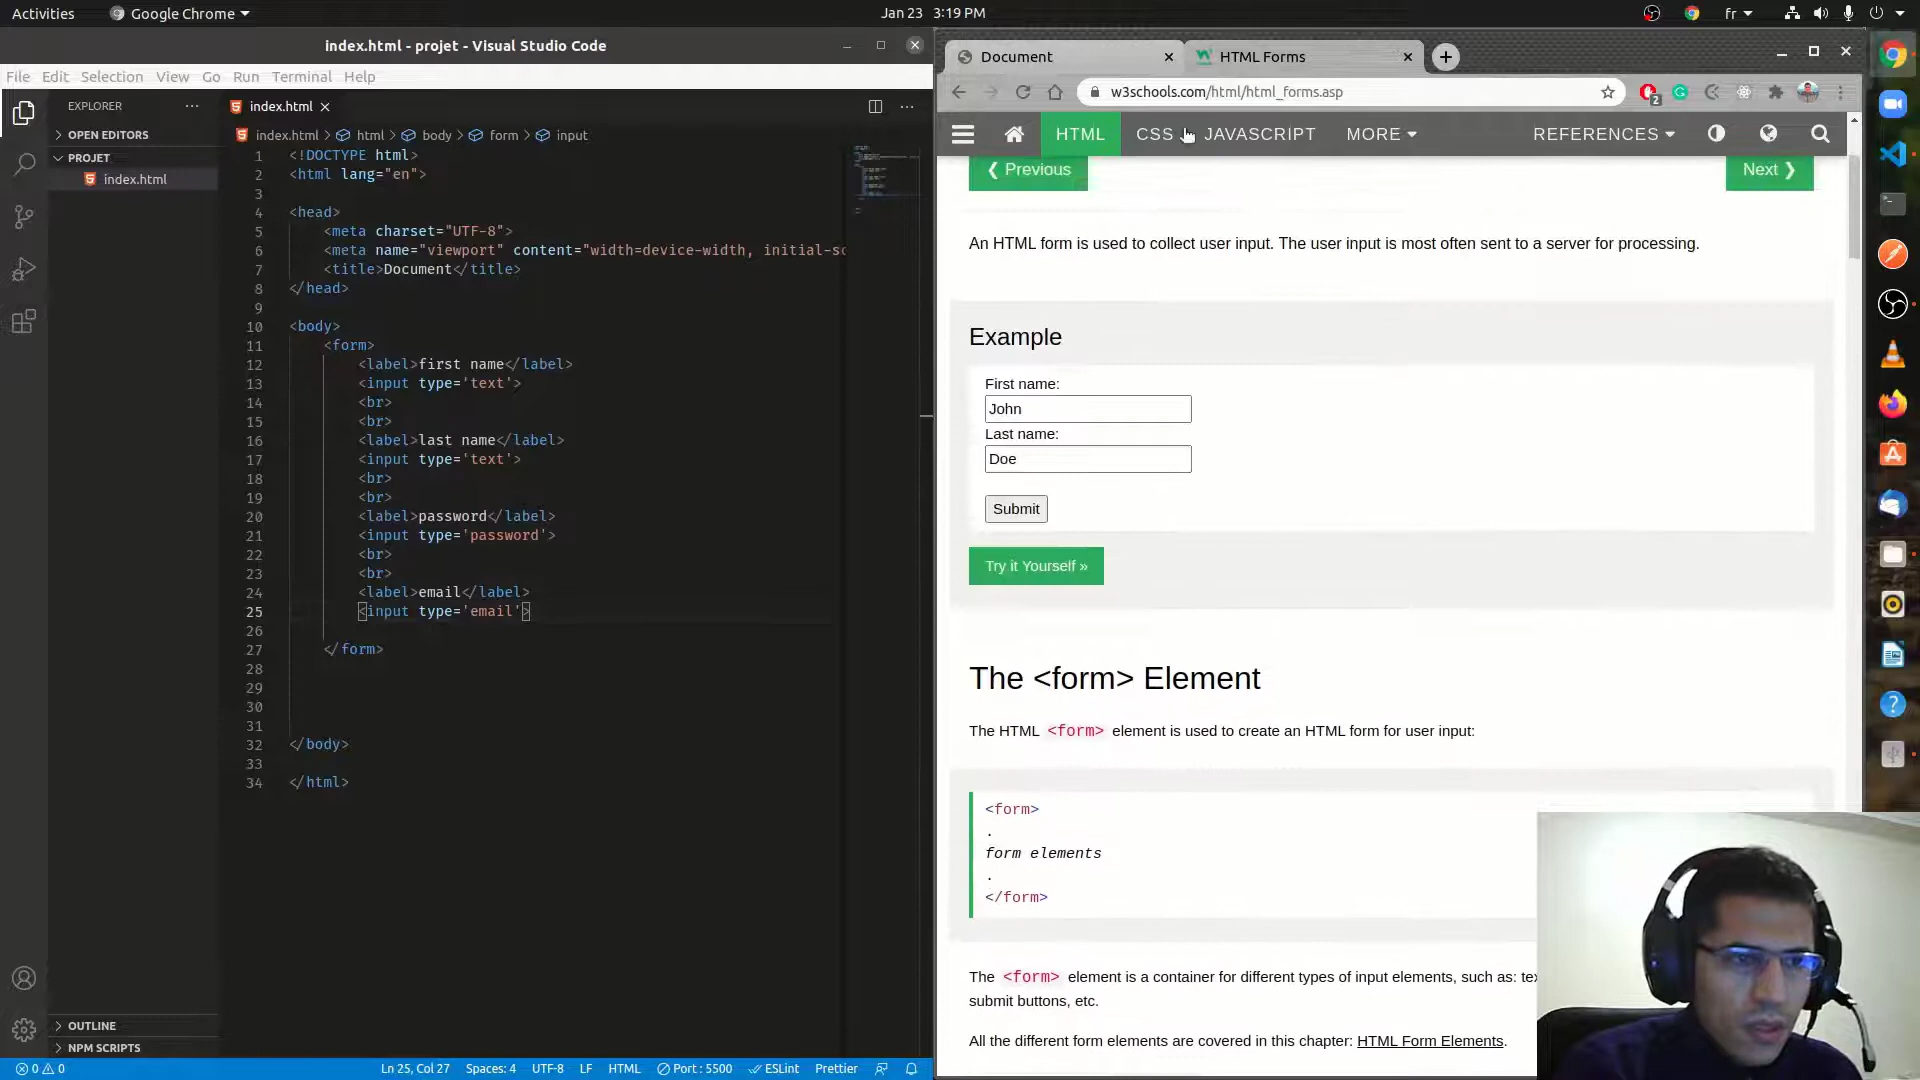 Activities
Google Chrome
Jan 23 3:19 PM
fr
index.html - projet - Visual Studio Code
File Edit Selection View Go Run Terminal Help
EXPLORER
OPEN EDITORS
PROJET
index.html
index.html
index.html > html > body > form > input
1 <!DOCTYPE html>
2 <html lang="en">
3
4 <head>
5 <meta charset="UTF-8">
6 <meta name="viewport" content="width=device-width, initial-sc
7 <title>Document</title>
8 </head>
9
10 <body>
11 <form>
12 <label>first name</label>
13 <input type='text'>
14 <br>
15 <br>
16 <label>last name</label>
17 <input type='text'>
18 <br>
19 <br>
20 <label>password</label>
21 <input type='password'>
22 <br>
23 <br>
24 <label>email</label>
25 <input type='email'>
26
27 </form>
28
29
30
31
32 </body>
33
34 </html>
OUTLINE
NPM SCRIPTS
0 0
Ln 25, Col 27 Spaces: 4 UTF-8 LF HTML Port : 5500 ESLint Prettier
Document
HTML Forms
w3schools.com/html/html_forms.asp
2
HTML CSS JAVASCRIPT MORE REFERENCES
❮ Previous
Next ❯
An HTML form is used to collect user input. The user input is most often sent to a server for processing.
Example
First name:
John
Last name:
Doe
Submit
Try it Yourself »
The <form> Element
The HTML <form> element is used to create an HTML form for user input:
<form>
.
form elements
.
</form>
The <form> element is a container for different types of input elements, such as: tex
submit buttons, etc.
All the different form elements are covered in this chapter: HTML Form Elements.